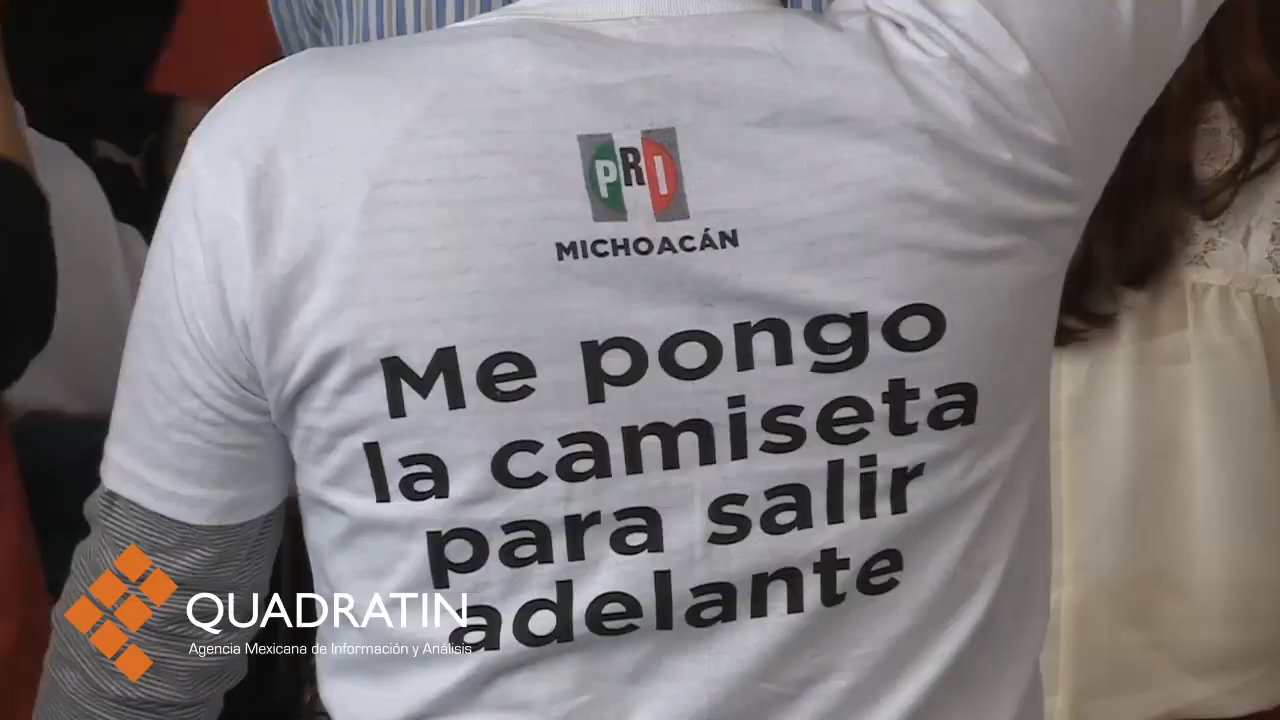 PRI
MICHOACÁN
Me pongo
la camiseta
para salir
adelante
QUADRATIN
Agencia Mexicana de Información y Análisis